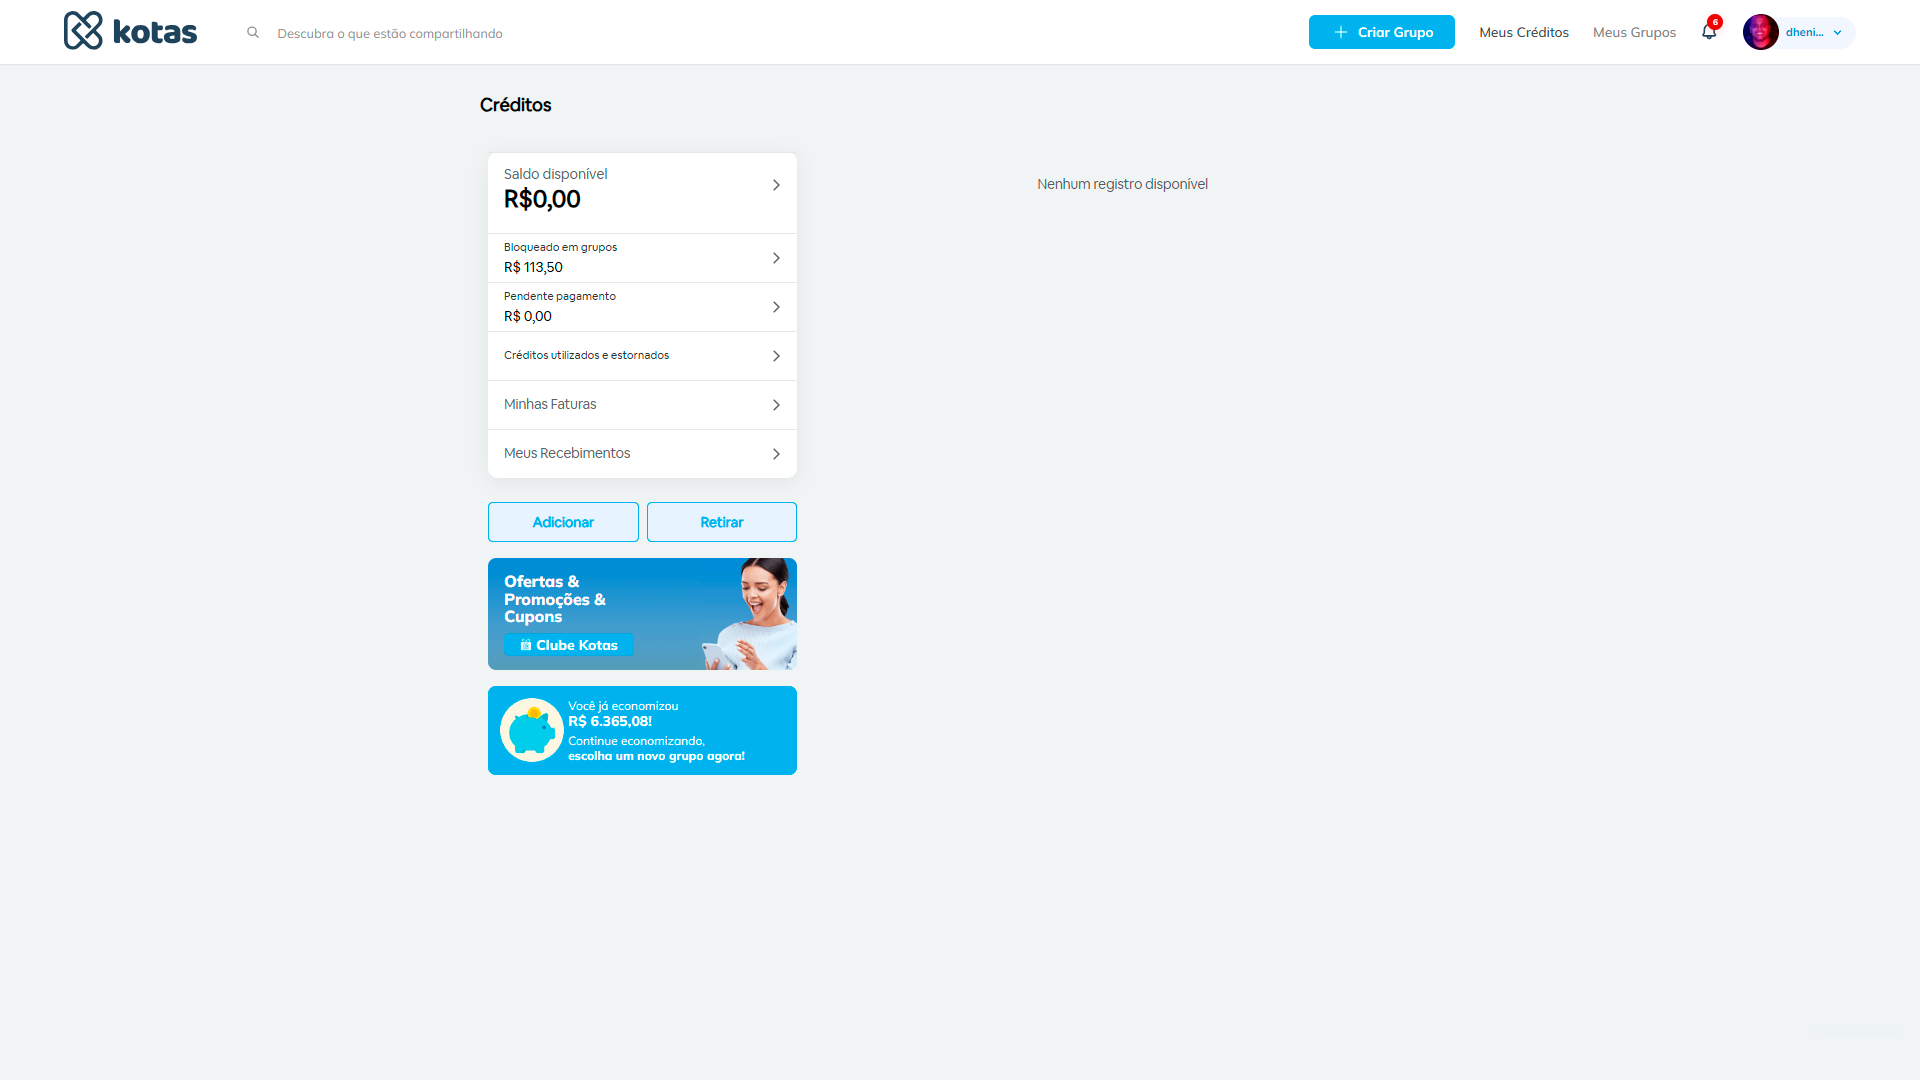 kotas
Descubra o que estão compartilhando
Criar Grupo
Meus Créditos
Meus Grupos
6
dheni...
Créditos
Saldo disponível
R$0,00
Nenhum registro disponível
Bloqueado em grupos
R$ 113,50
Pendente pagamento
R$ 0,00
Créditos utilizados e estornados
Minhas Faturas
Meus Recebimentos
Adicionar
Retirar
Ofertas &
Promoções &
Cupons
Clube Kotas
Você já economizou
R$ 6.365,08!
Continue economizando,
escolha um novo grupo agora!